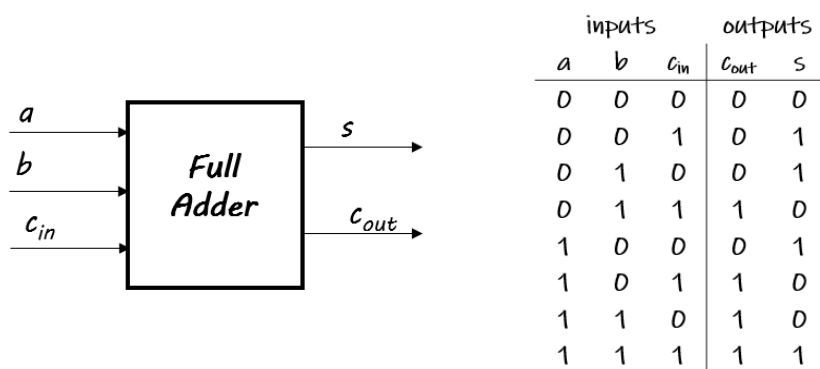 a
b
c_in
Full
Adder
s
c_out
inputs outputs
a b c_in c_out s
0 0 0 0 0
0 0 1 0 1
0 1 0 0 1
0 1 1 1 0
1 0 0 0 1
1 0 1 1 0
1 1 0 1 0
1 1 1 1 1